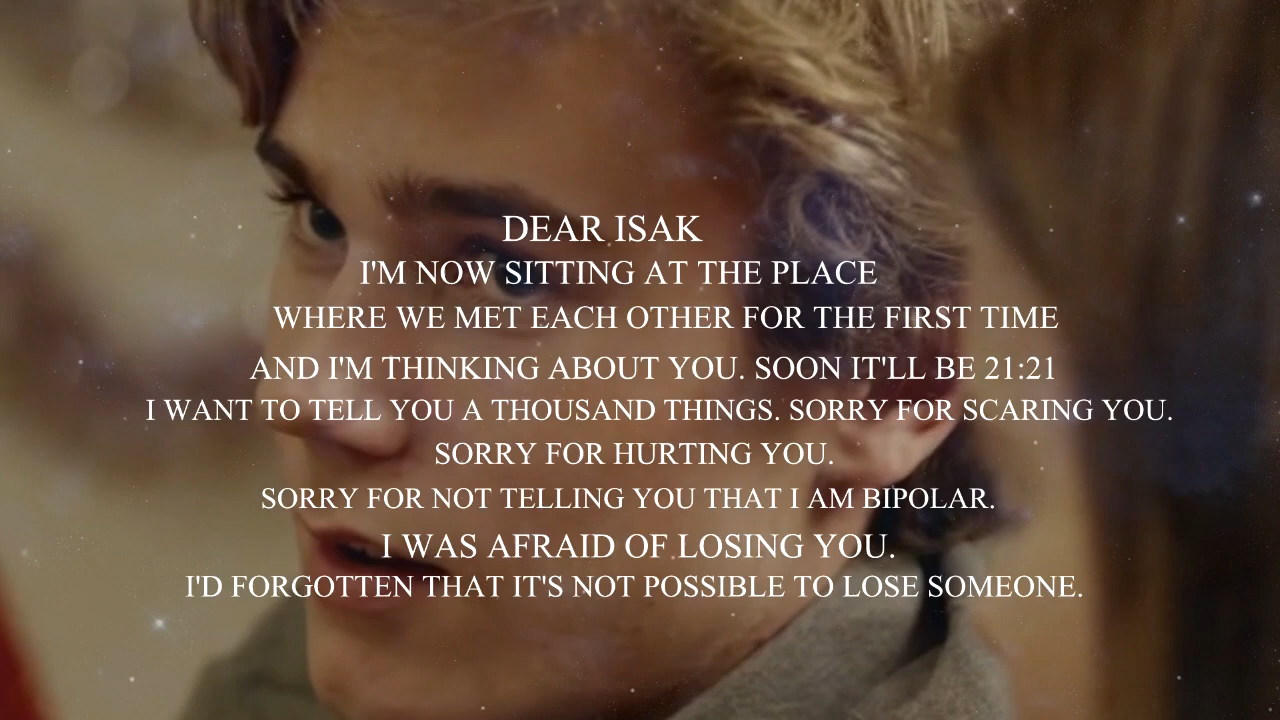 DEAR ISAK
I'M NOW SITTING AT THE PLACE
WHERE WE MET EACH OTHER FOR THE FIRST TIME
AND I'M THINKING ABOUT YOU. SOON IT'LL BE 21:21
I WANT TO TELL YOU A THOUSAND THINGS. SORRY FOR SCARING YOU.
SORRY FOR HURTING YOU.
SORRY FOR NOT TELLING YOU THAT I AM BIPOLAR.
I WAS AFRAID OF LOSING YOU.
I'D FORGOTTEN THAT IT'S NOT POSSIBLE TO LOSE SOMEONE.